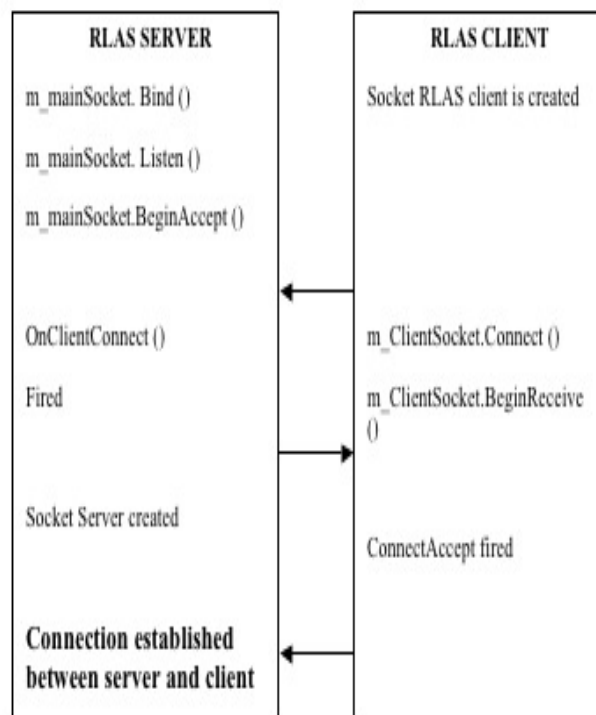 RLAS SERVER
m_mainSocket. Bind ()
m_mainSocket. Listen ()
m_mainSocket.BeginAccept ()
OnClientConnect ()
Fired
Socket Server created
Connection established
between server and client
RLAS CLIENT
Socket RLAS client is created
m_ClientSocket.Connect ()
m_ClientSocket.BeginReceive
()
ConnectAccept fired